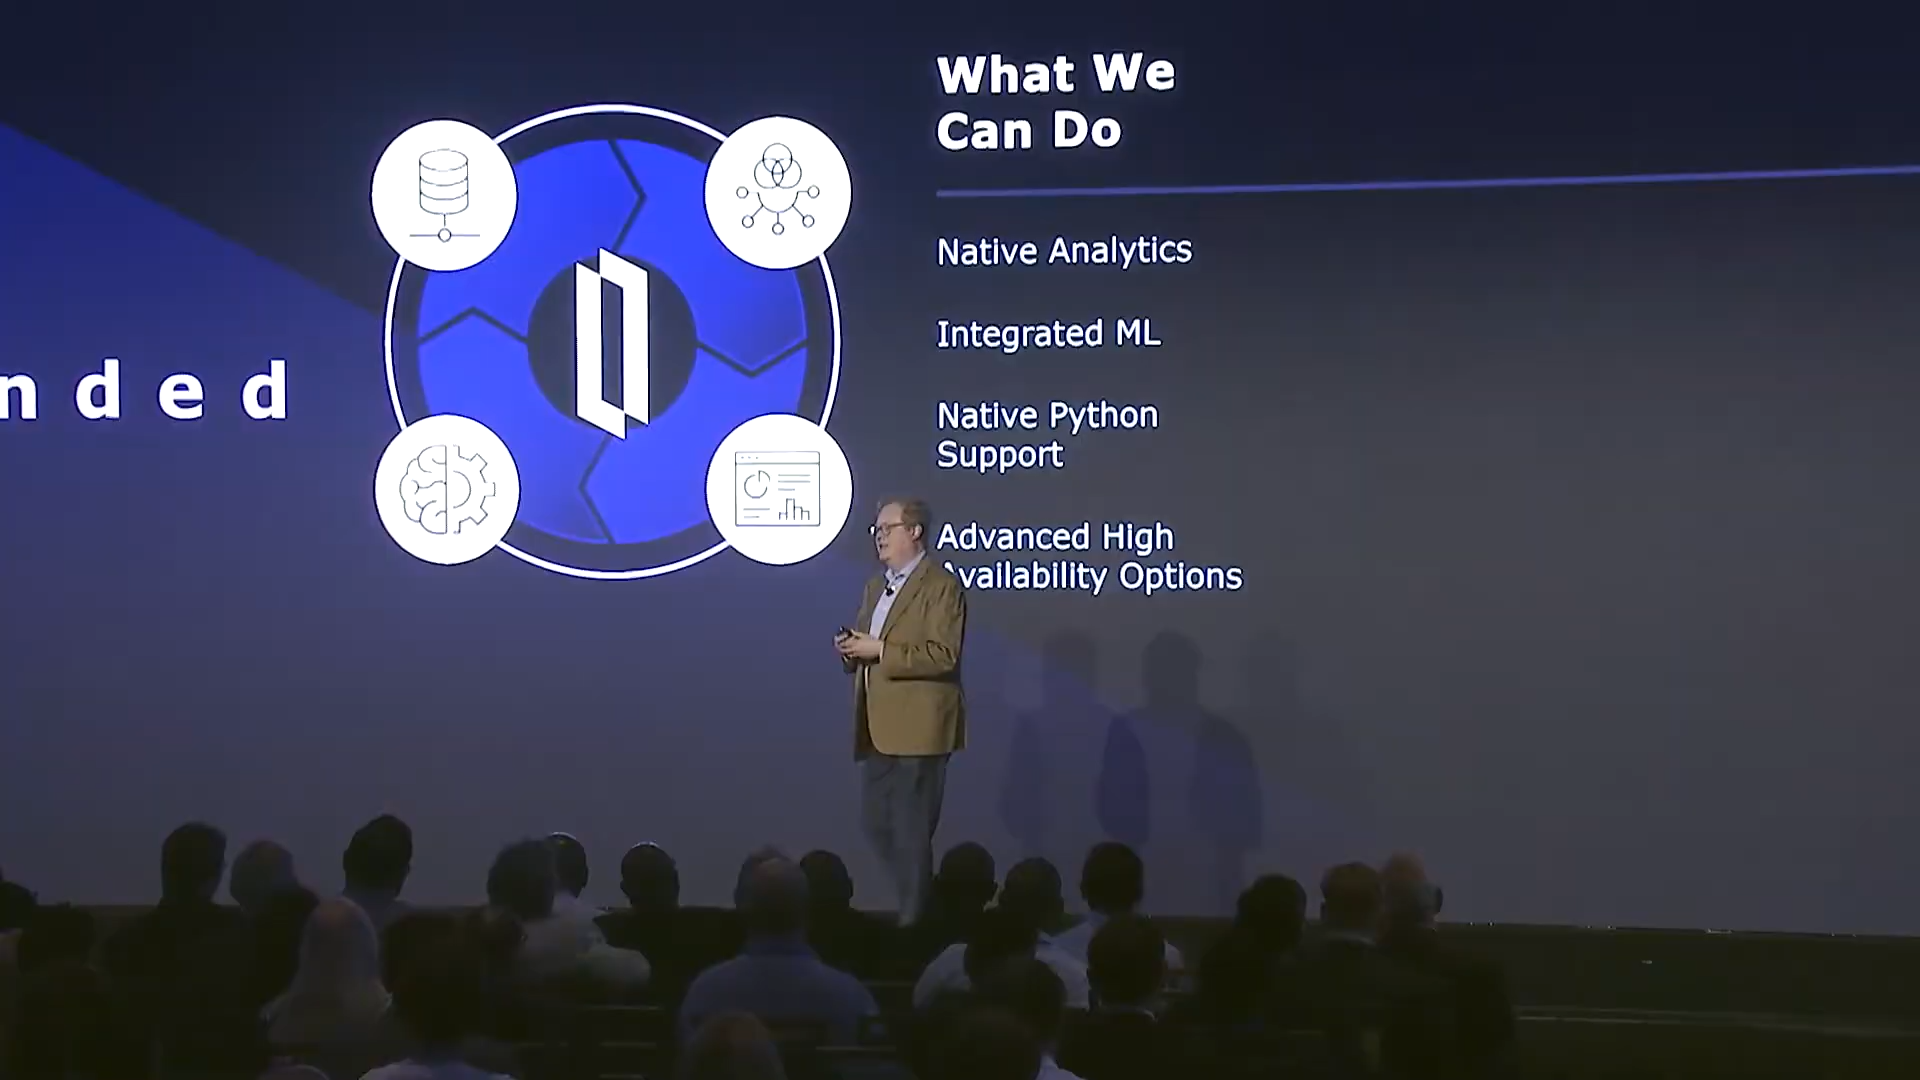 What We
Can Do
nded
Native Analytics
Integrated ML
Native Python
Support
Advanced High
Availability Options